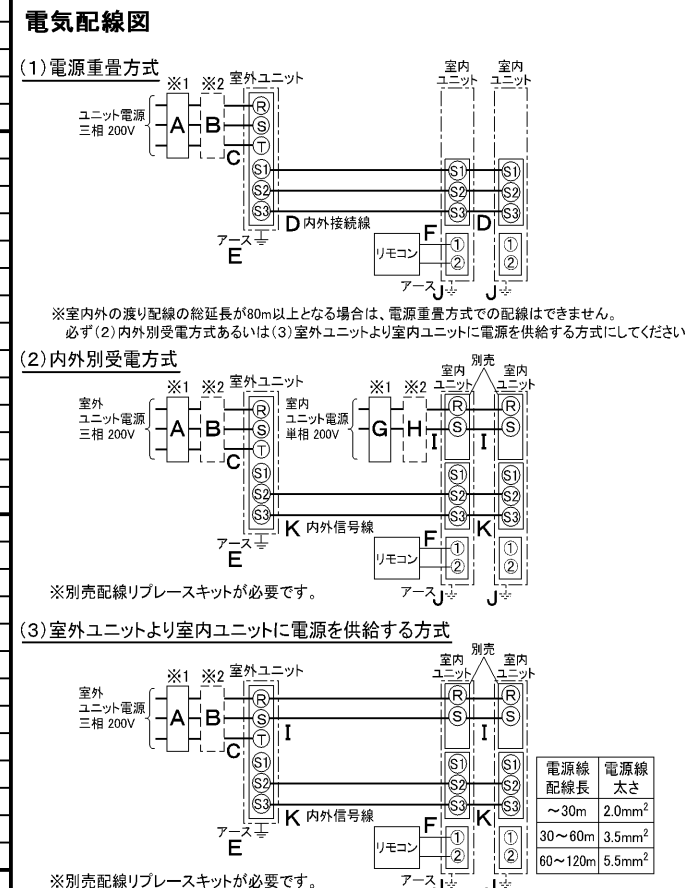 電気配線図
(1)電源重畳方式
※1 ※2 室外ユニット
室内 ユニット
室内 ユニット
ユニット電源
三相 200V
A B C
R
S
T
S1
S2
S3
S1 S1
S2 S2
S3 S3
D 内外接続線
D
アース
E
リモコン
F
① ①
② ②
アース J J
※室内外の渡り配線の総延長が80m以上となる場合は、電源重畳方式での配線はできません。
必ず(2)内外別受電方式あるいは(3)室外ユニットより室内ユニットに電源を供給する方式にしてください
(2)内外別受電方式
別売
※1 ※2 室外ユニット
※1 ※2
室内 ユニット
室内 ユニット
室外
ユニット電源
三相 200V
A B C
R
S
T
S1
S2
S3
室内
ユニット電源
単相 200V
G H I I
R R
S S
S1 S1
S2 S2
S3 S3
K 内外信号線
K
アース
E
リモコン
F
① ①
② ②
アース J J
※別売配線リプレースキットが必要です。
(3)室外ユニットより室内ユニットに電源を供給する方式
別売
※1 ※2 室外ユニット
室内 ユニット
室内 ユニット
室外
ユニット電源
三相 200V
A B C
R
S
T
S1
S2
S3
I I
R R
S S
S1 S1
S2 S2
S3 S3
K 内外信号線
K
アース
E
リモコン
F
① ①
② ②
アース J J
電源線 配線長 電源線 太さ
~30m 2.0mm²
30~60m 3.5mm²
60~120m 5.5mm²
※別売配線リプレースキットが必要です。